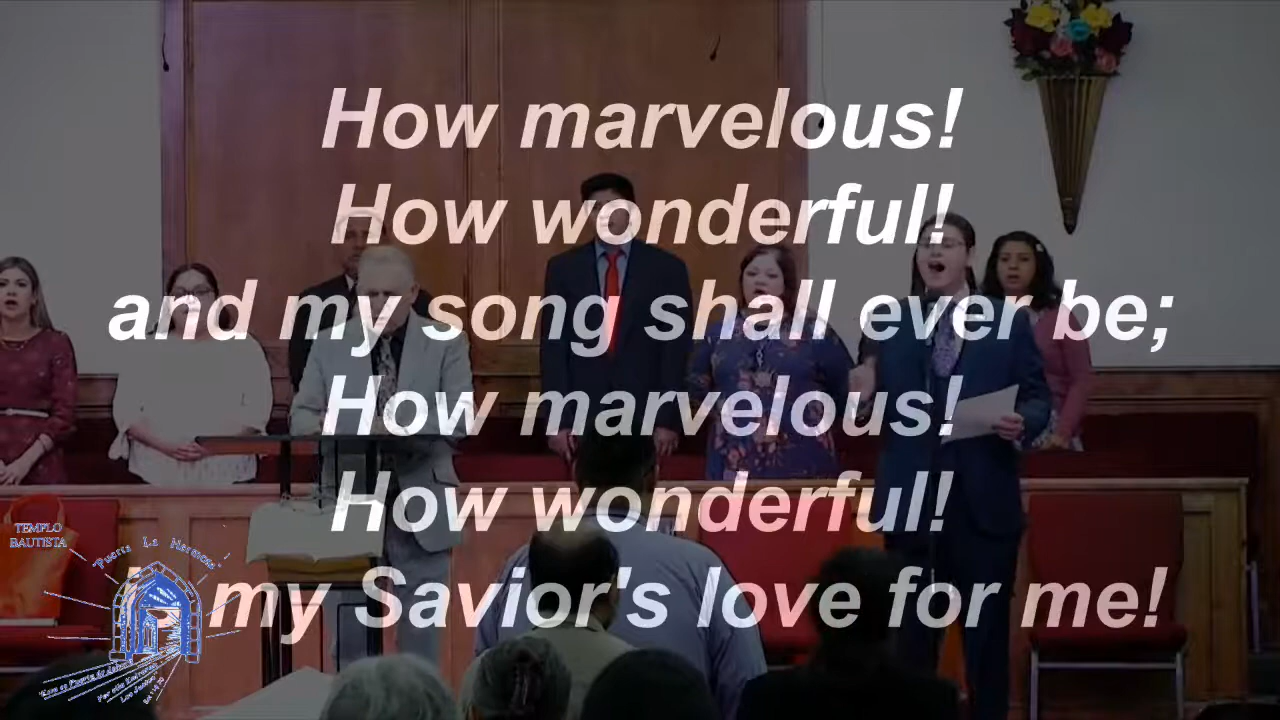 How marvelous!
How wonderful!
and my song shall ever be;
How marvelous!
How wonderful!
Is my Savior's love for me!
TEMPLO
BAUTISTA
"Puerta La Hermosa"